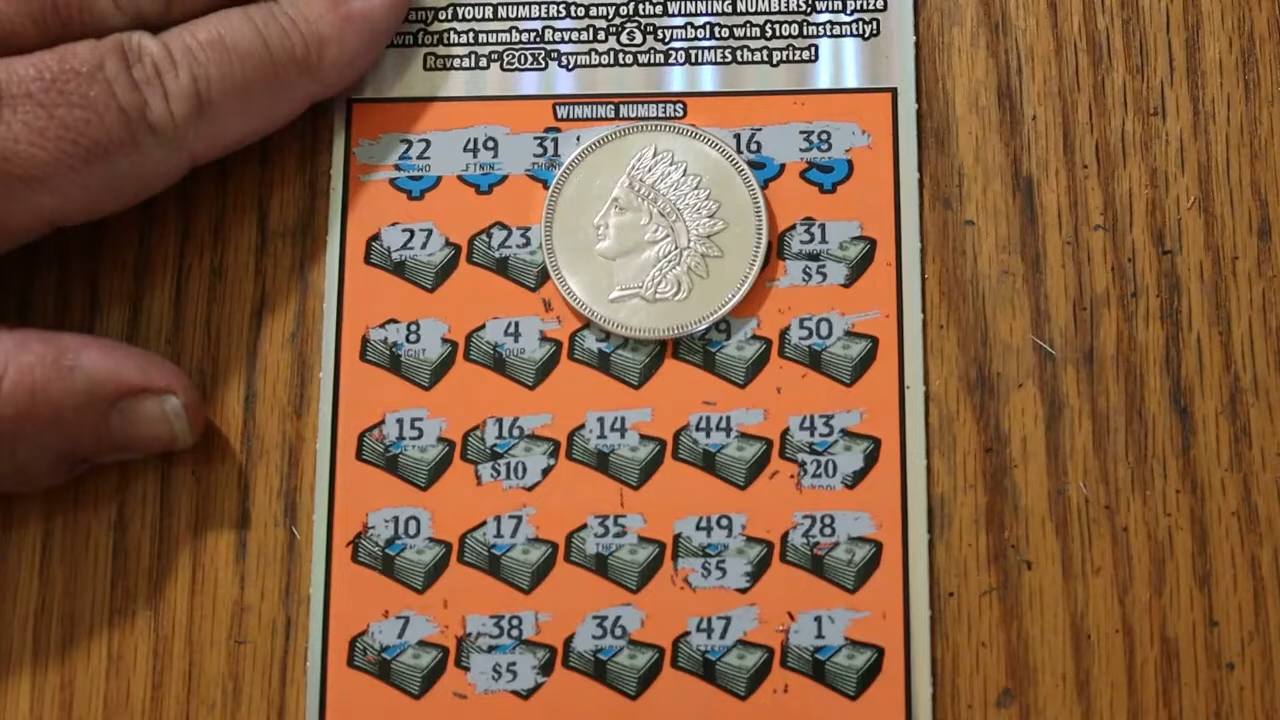 any of YOUR NUMBERS to any of the WINNING NUMBERS, win prize
for that number. Reveal a " $ " symbol to win $100 instantly!
Reveal a " 20X " symbol to win 20 TIMES that prize!
WINNING NUMBERS
22 49 31 16 38
27 23 31
$5
8 4 29 50
15 16 14 44 43
$10 $20
10 17 35 49 28
$5
7 38 36 47 1
$5